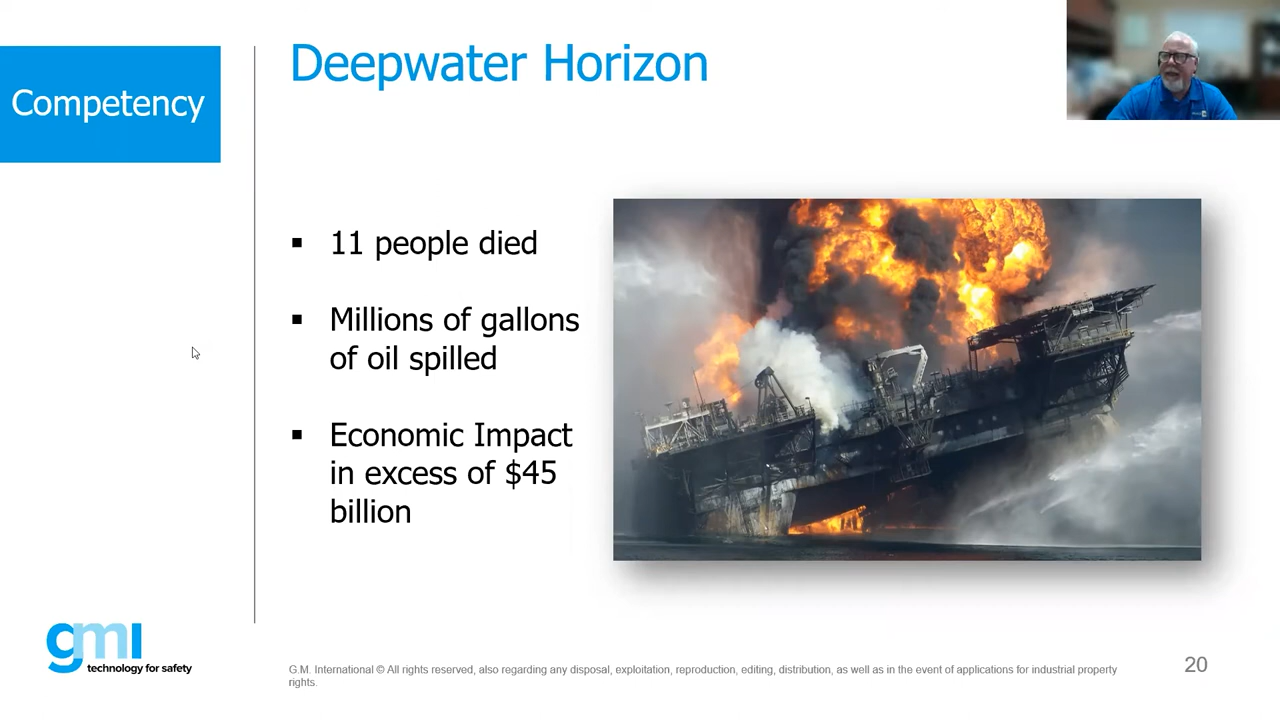 Competency
Deepwater Horizon
▪ 11 people died
▪ Millions of gallons
of oil spilled
▪ Economic Impact
in excess of $45
billion
gmi
technology for safety
G.M. International © All rights reserved, also regarding any disposal, exploitation, reproduction, editing, distribution, as well as in the event of applications for industrial property
rights.
20